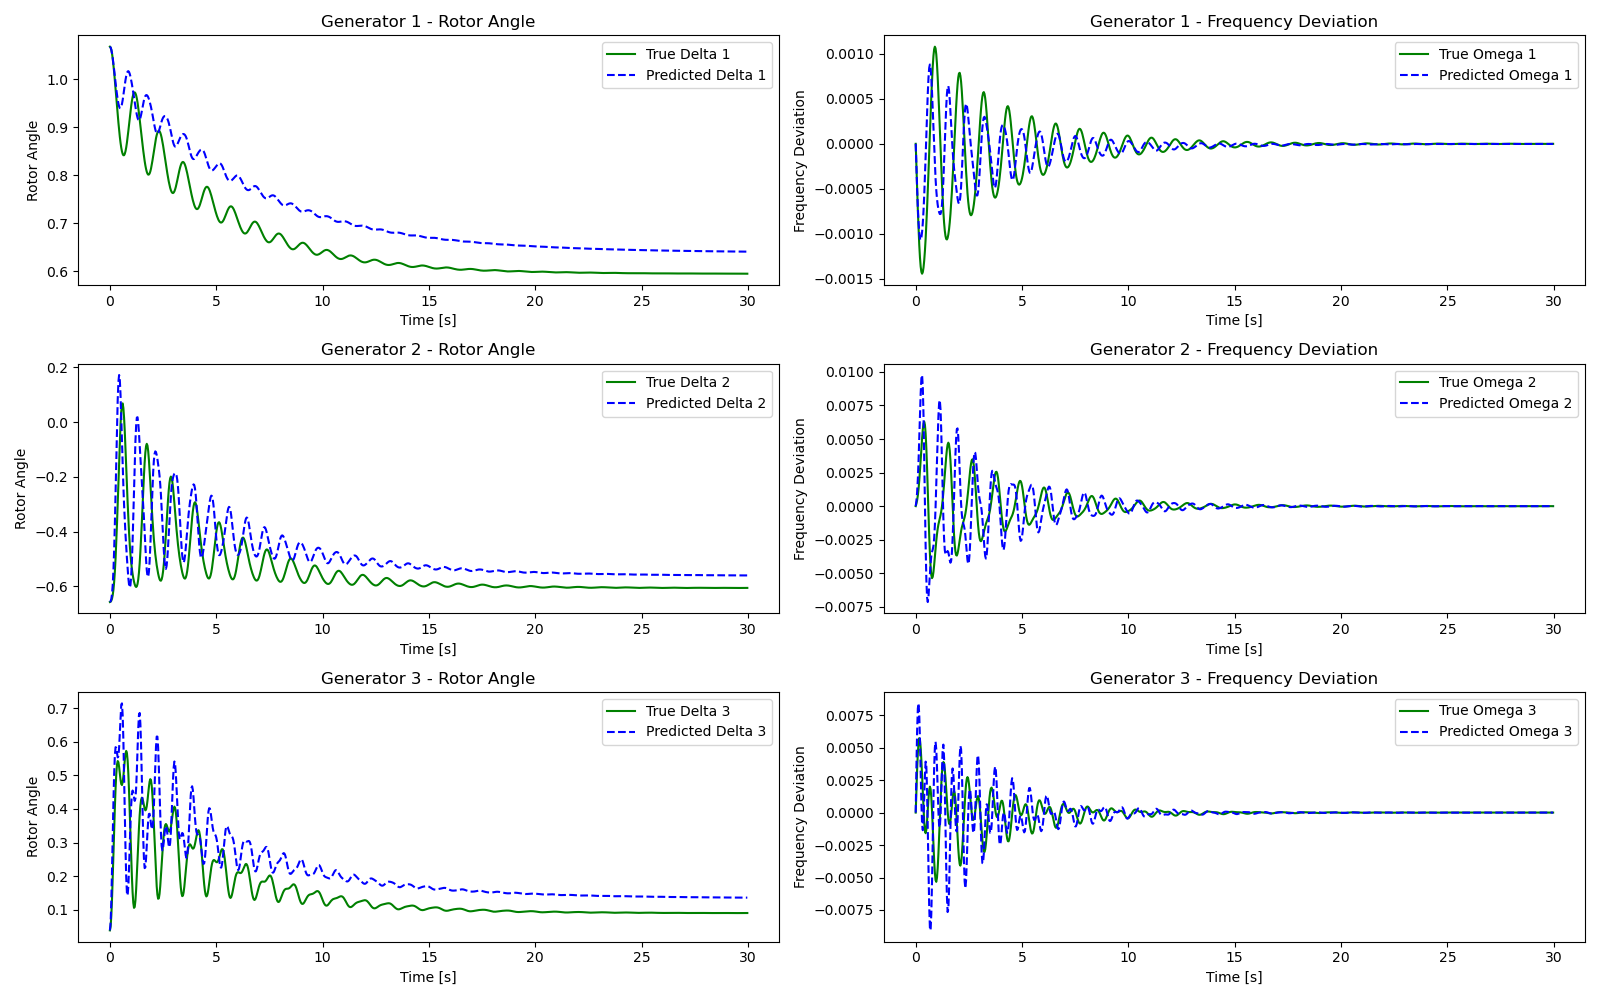 Generator 1 - Rotor Angle
True Delta 1
Predicted Delta 1
Rotor Angle
1.0
0.9
0.8
0.7
0.6
0 5 10 15 20 25 30
Time [s]
Generator 1 - Frequency Deviation
True Omega 1
Predicted Omega 1
Frequency Deviation
0.0010
0.0005
0.0000
−0.0005
−0.0010
−0.0015
0 5 10 15 20 25 30
Time [s]
Generator 2 - Rotor Angle
True Delta 2
Predicted Delta 2
Rotor Angle
0.2
0.0
−0.2
−0.4
−0.6
0 5 10 15 20 25 30
Time [s]
Generator 2 - Frequency Deviation
True Omega 2
Predicted Omega 2
Frequency Deviation
0.0100
0.0075
0.0050
0.0025
0.0000
−0.0025
−0.0050
−0.0075
0 5 10 15 20 25 30
Time [s]
Generator 3 - Rotor Angle
True Delta 3
Predicted Delta 3
Rotor Angle
0.7
0.6
0.5
0.4
0.3
0.2
0.1
0 5 10 15 20 25 30
Time [s]
Generator 3 - Frequency Deviation
True Omega 3
Predicted Omega 3
Frequency Deviation
0.0075
0.0050
0.0025
0.0000
−0.0025
−0.0050
−0.0075
0 5 10 15 20 25 30
Time [s]